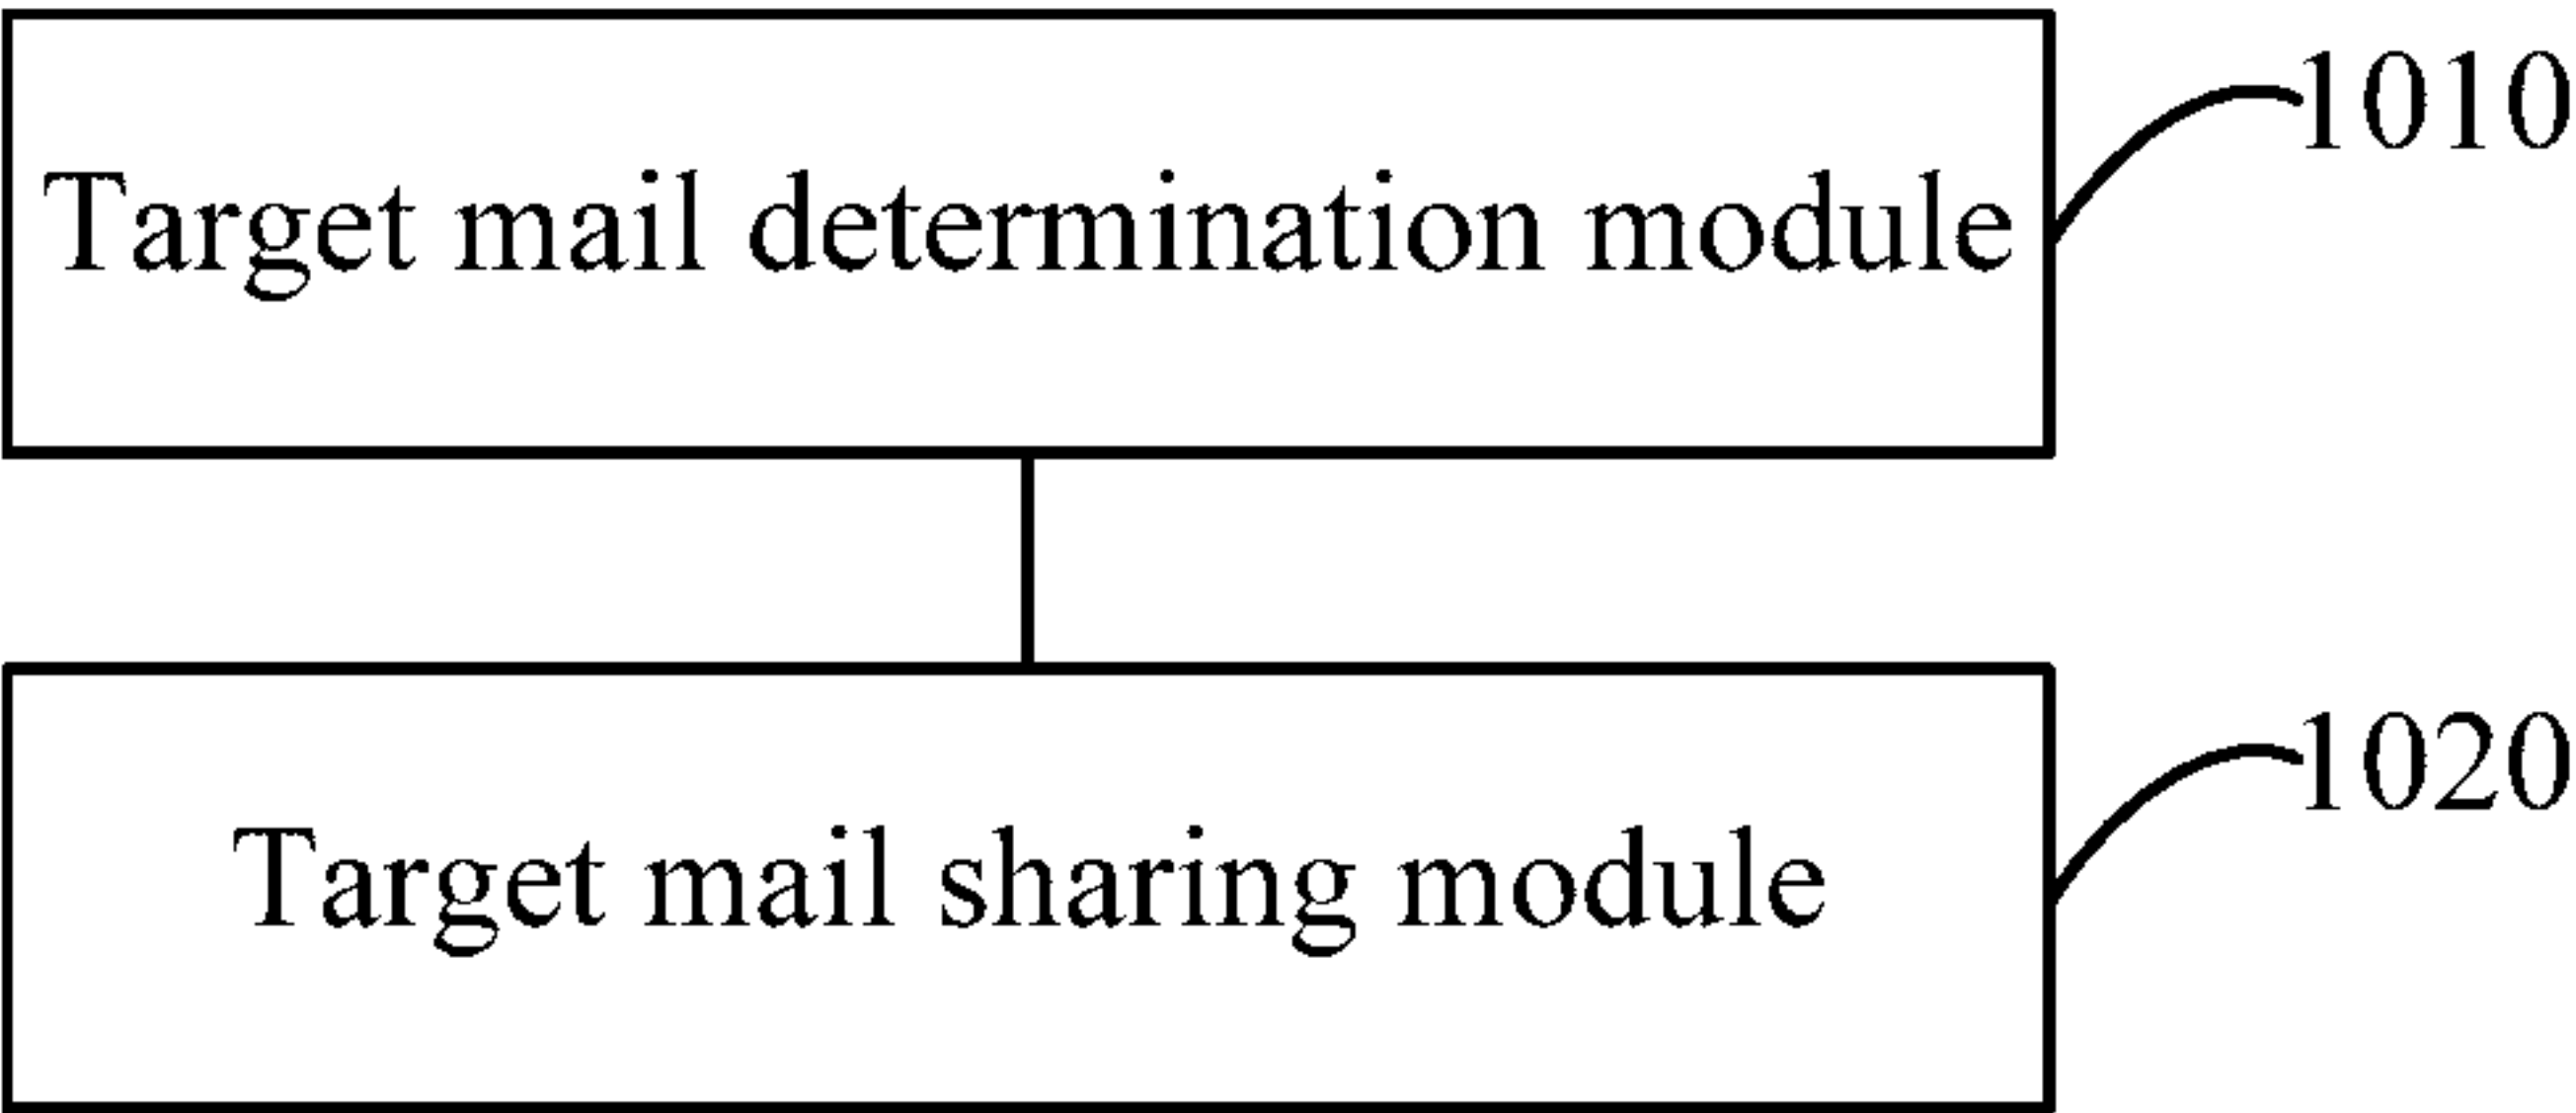 1010
Target mail determination module
1020
Target mail sharing module